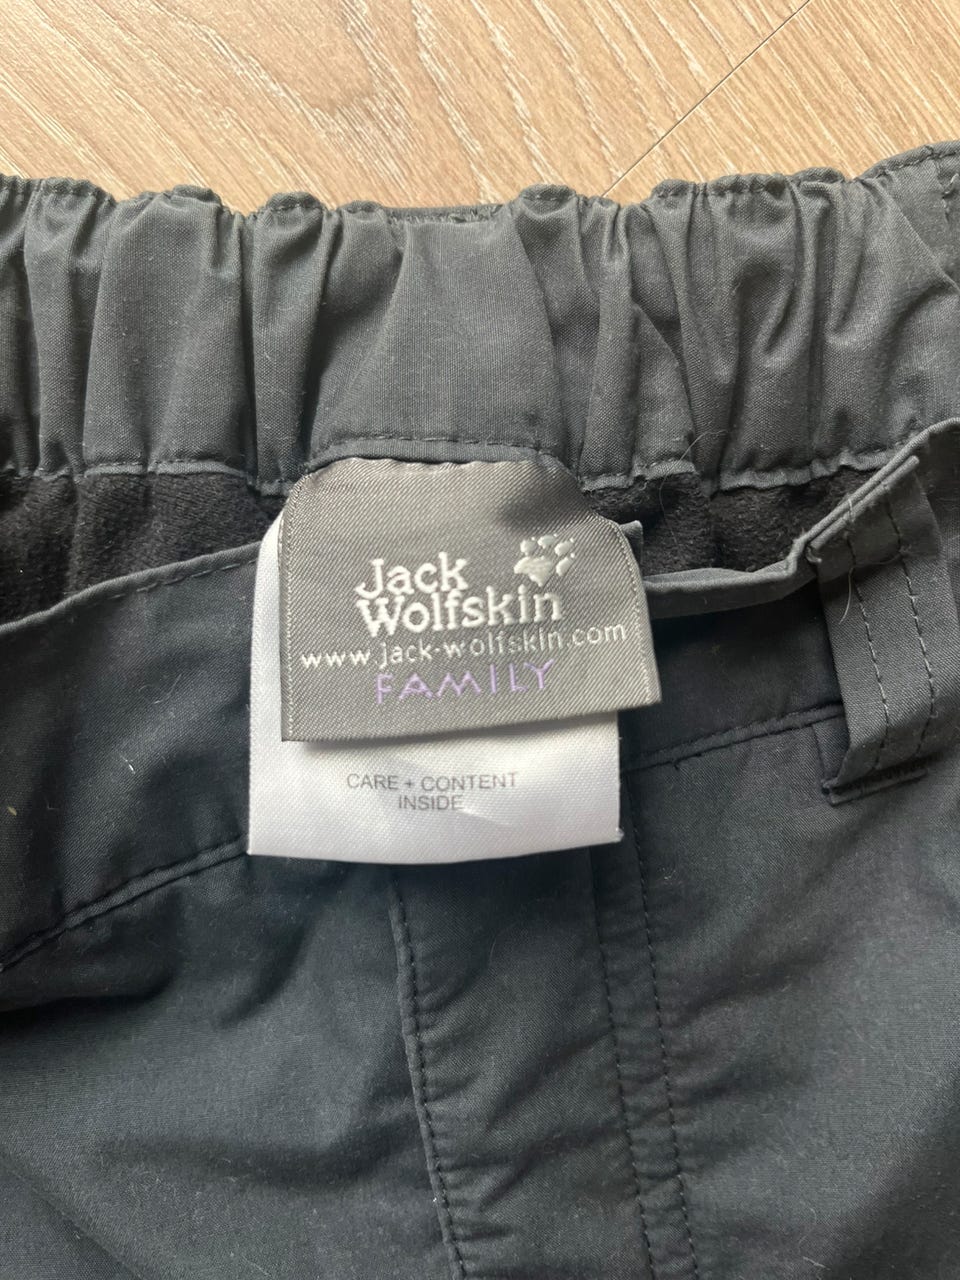 Jack
Wolfskin
www.jack-wolfskin.com
FAMILY
CARE + CONTENT
INSIDE